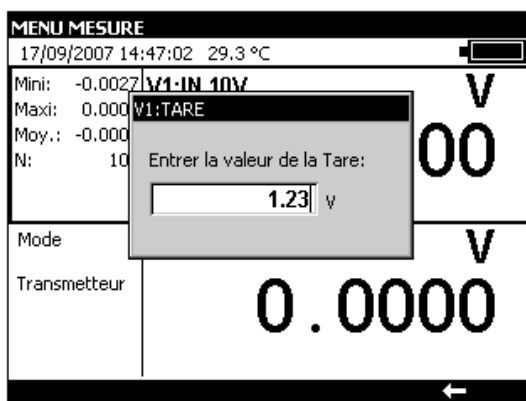 MENU MESURE
17/09/2007 14:47:02 29.3 °C
Mini: -0.0027 V1:IN 10V V
Maxi: 0.000
Moy.: -0.000 00
N: 10
V1:TARE
Entrer la valeur de la Tare:
1.23 V
Mode V
Transmetteur
0.0000